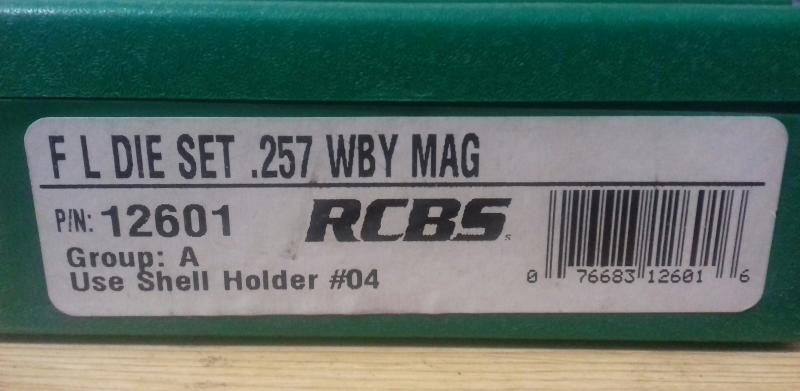 F L DIE SET .257 WBY MAG
P/N: 12601
RCBS
Group: A
Use Shell Holder #04
0 76683 12601 6